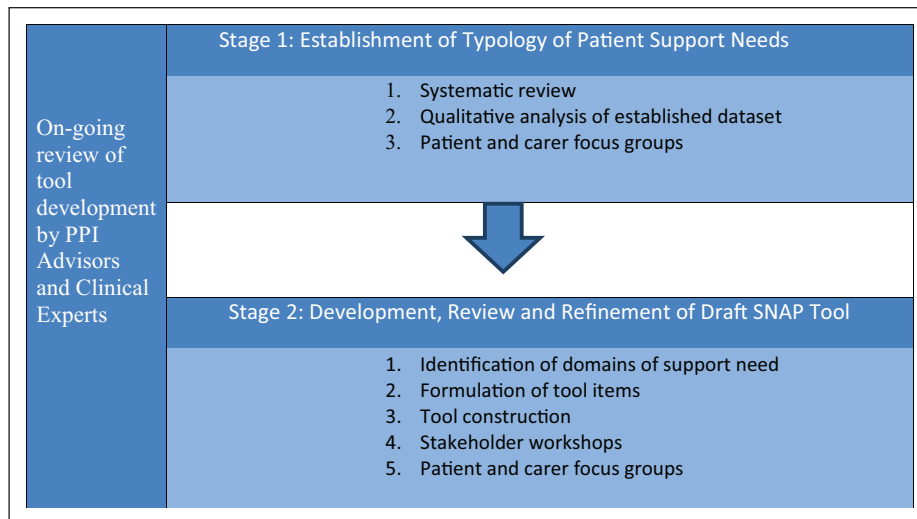 On-going
review of
tool
development
by PPI
Advisors
and Clinical
Experts
Stage 1: Establishment of Typology of Patient Support Needs
1. Systematic review
2. Qualitative analysis of established dataset
3. Patient and carer focus groups
Stage 2: Development, Review and Refinement of Draft SNAP Tool
1. Identification of domains of support need
2. Formulation of tool items
3. Tool construction
4. Stakeholder workshops
5. Patient and carer focus groups